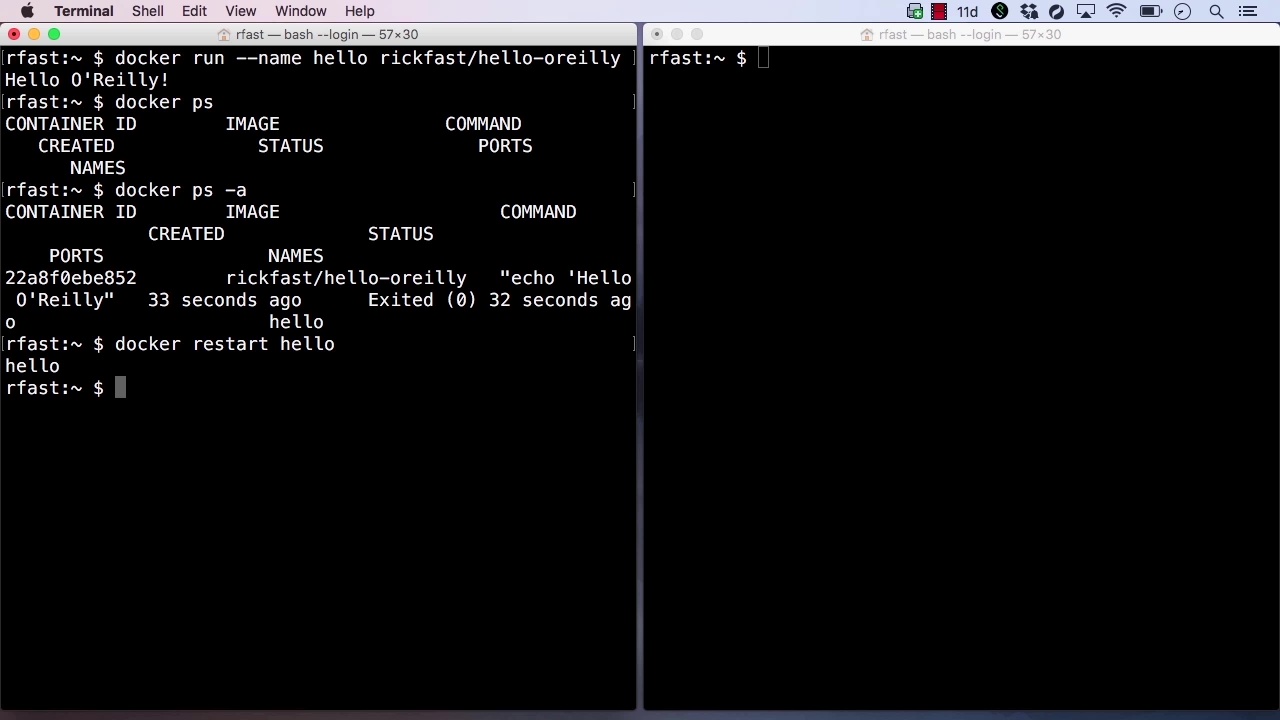 Terminal Shell Edit View Window Help 11d
rfast — bash --login — 57×30
rfast:~ $ docker run --name hello rickfast/hello-oreilly
Hello O'Reilly!
rfast:~ $ docker ps
CONTAINER ID IMAGE COMMAND
CREATED STATUS PORTS
NAMES
rfast:~ $ docker ps -a
CONTAINER ID IMAGE COMMAND
CREATED STATUS
PORTS NAMES
22a8f0ebe852 rickfast/hello-oreilly "echo 'Hello
O'Reilly" 33 seconds ago Exited (0) 32 seconds ag
o hello
rfast:~ $ docker restart hello
hello
rfast:~ $
rfast — bash --login — 57×30
rfast:~ $